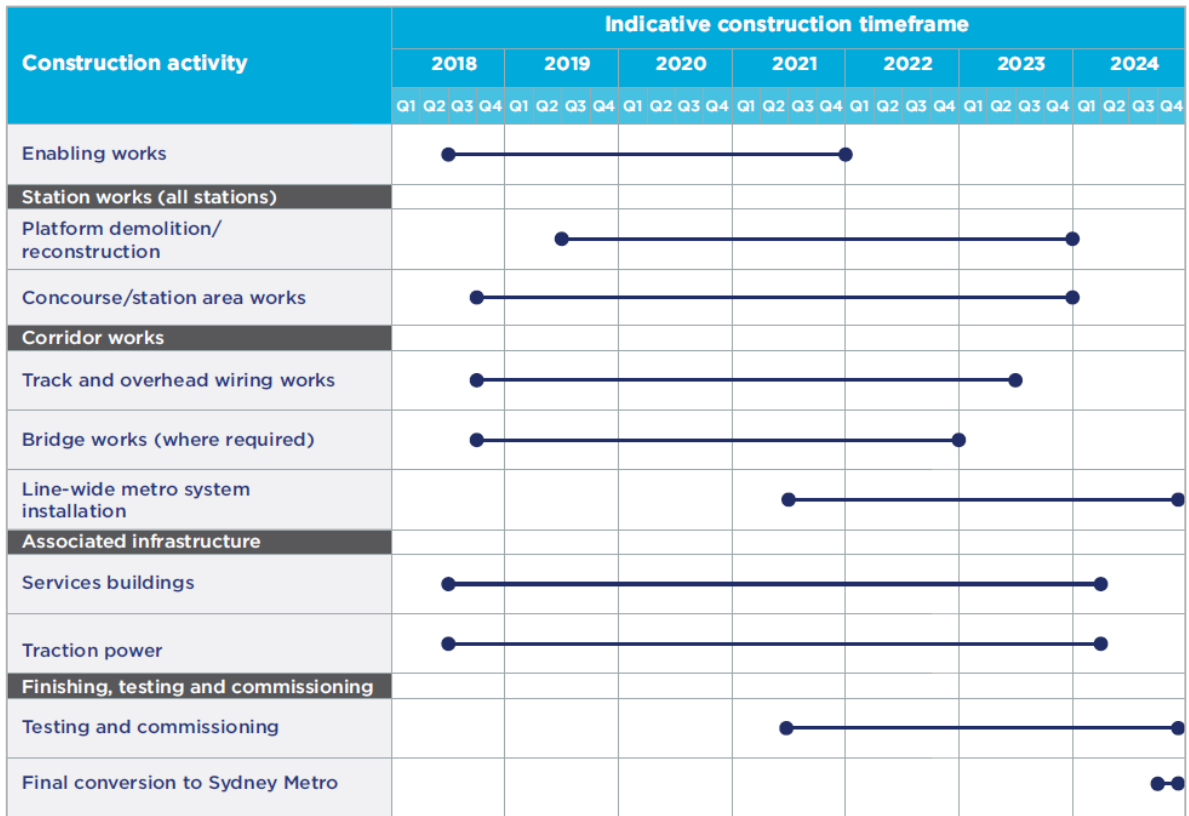 Indicative construction timeframe
Construction activity
2018 2019 2020 2021 2022 2023 2024
Q1 Q2 Q3 Q4 Q1 Q2 Q3 Q4 Q1 Q2 Q3 Q4 Q1 Q2 Q3 Q4 Q1 Q2 Q3 Q4 Q1 Q2 Q3 Q4 Q1 Q2 Q3 Q4
Enabling works
Station works (all stations)
Platform demolition/
reconstruction
Concourse/station area works
Corridor works
Track and overhead wiring works
Bridge works (where required)
Line-wide metro system
installation
Associated infrastructure
Services buildings
Traction power
Finishing, testing and commissioning
Testing and commissioning
Final conversion to Sydney Metro